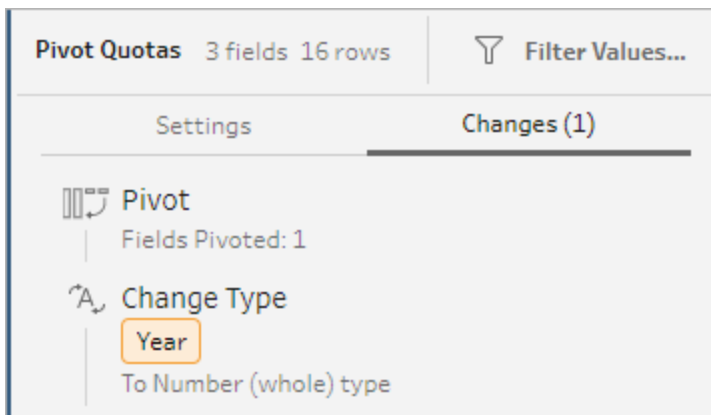 Pivot Quotas 3 fields 16 rows Filter Values...
Settings Changes (1)
Pivot
Fields Pivoted: 1
Change Type
Year
To Number (whole) type